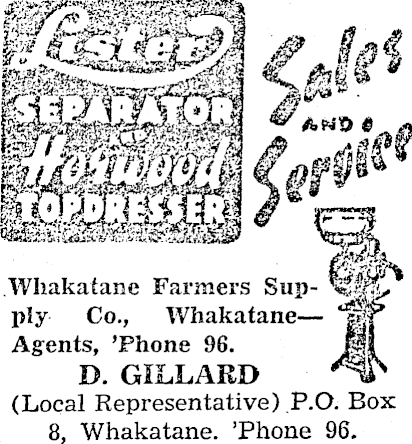 Lister
SEPARATOR
AND
Horwood
TOPDRESSER
Sales
AND
Service
Whakatane Farmers Sup-
ply Co., Whakatane—
Agents, 'Phone 96.
D. GILLARD
(Local Representative) P.O. Box
8, Whakatane. 'Phone 96.